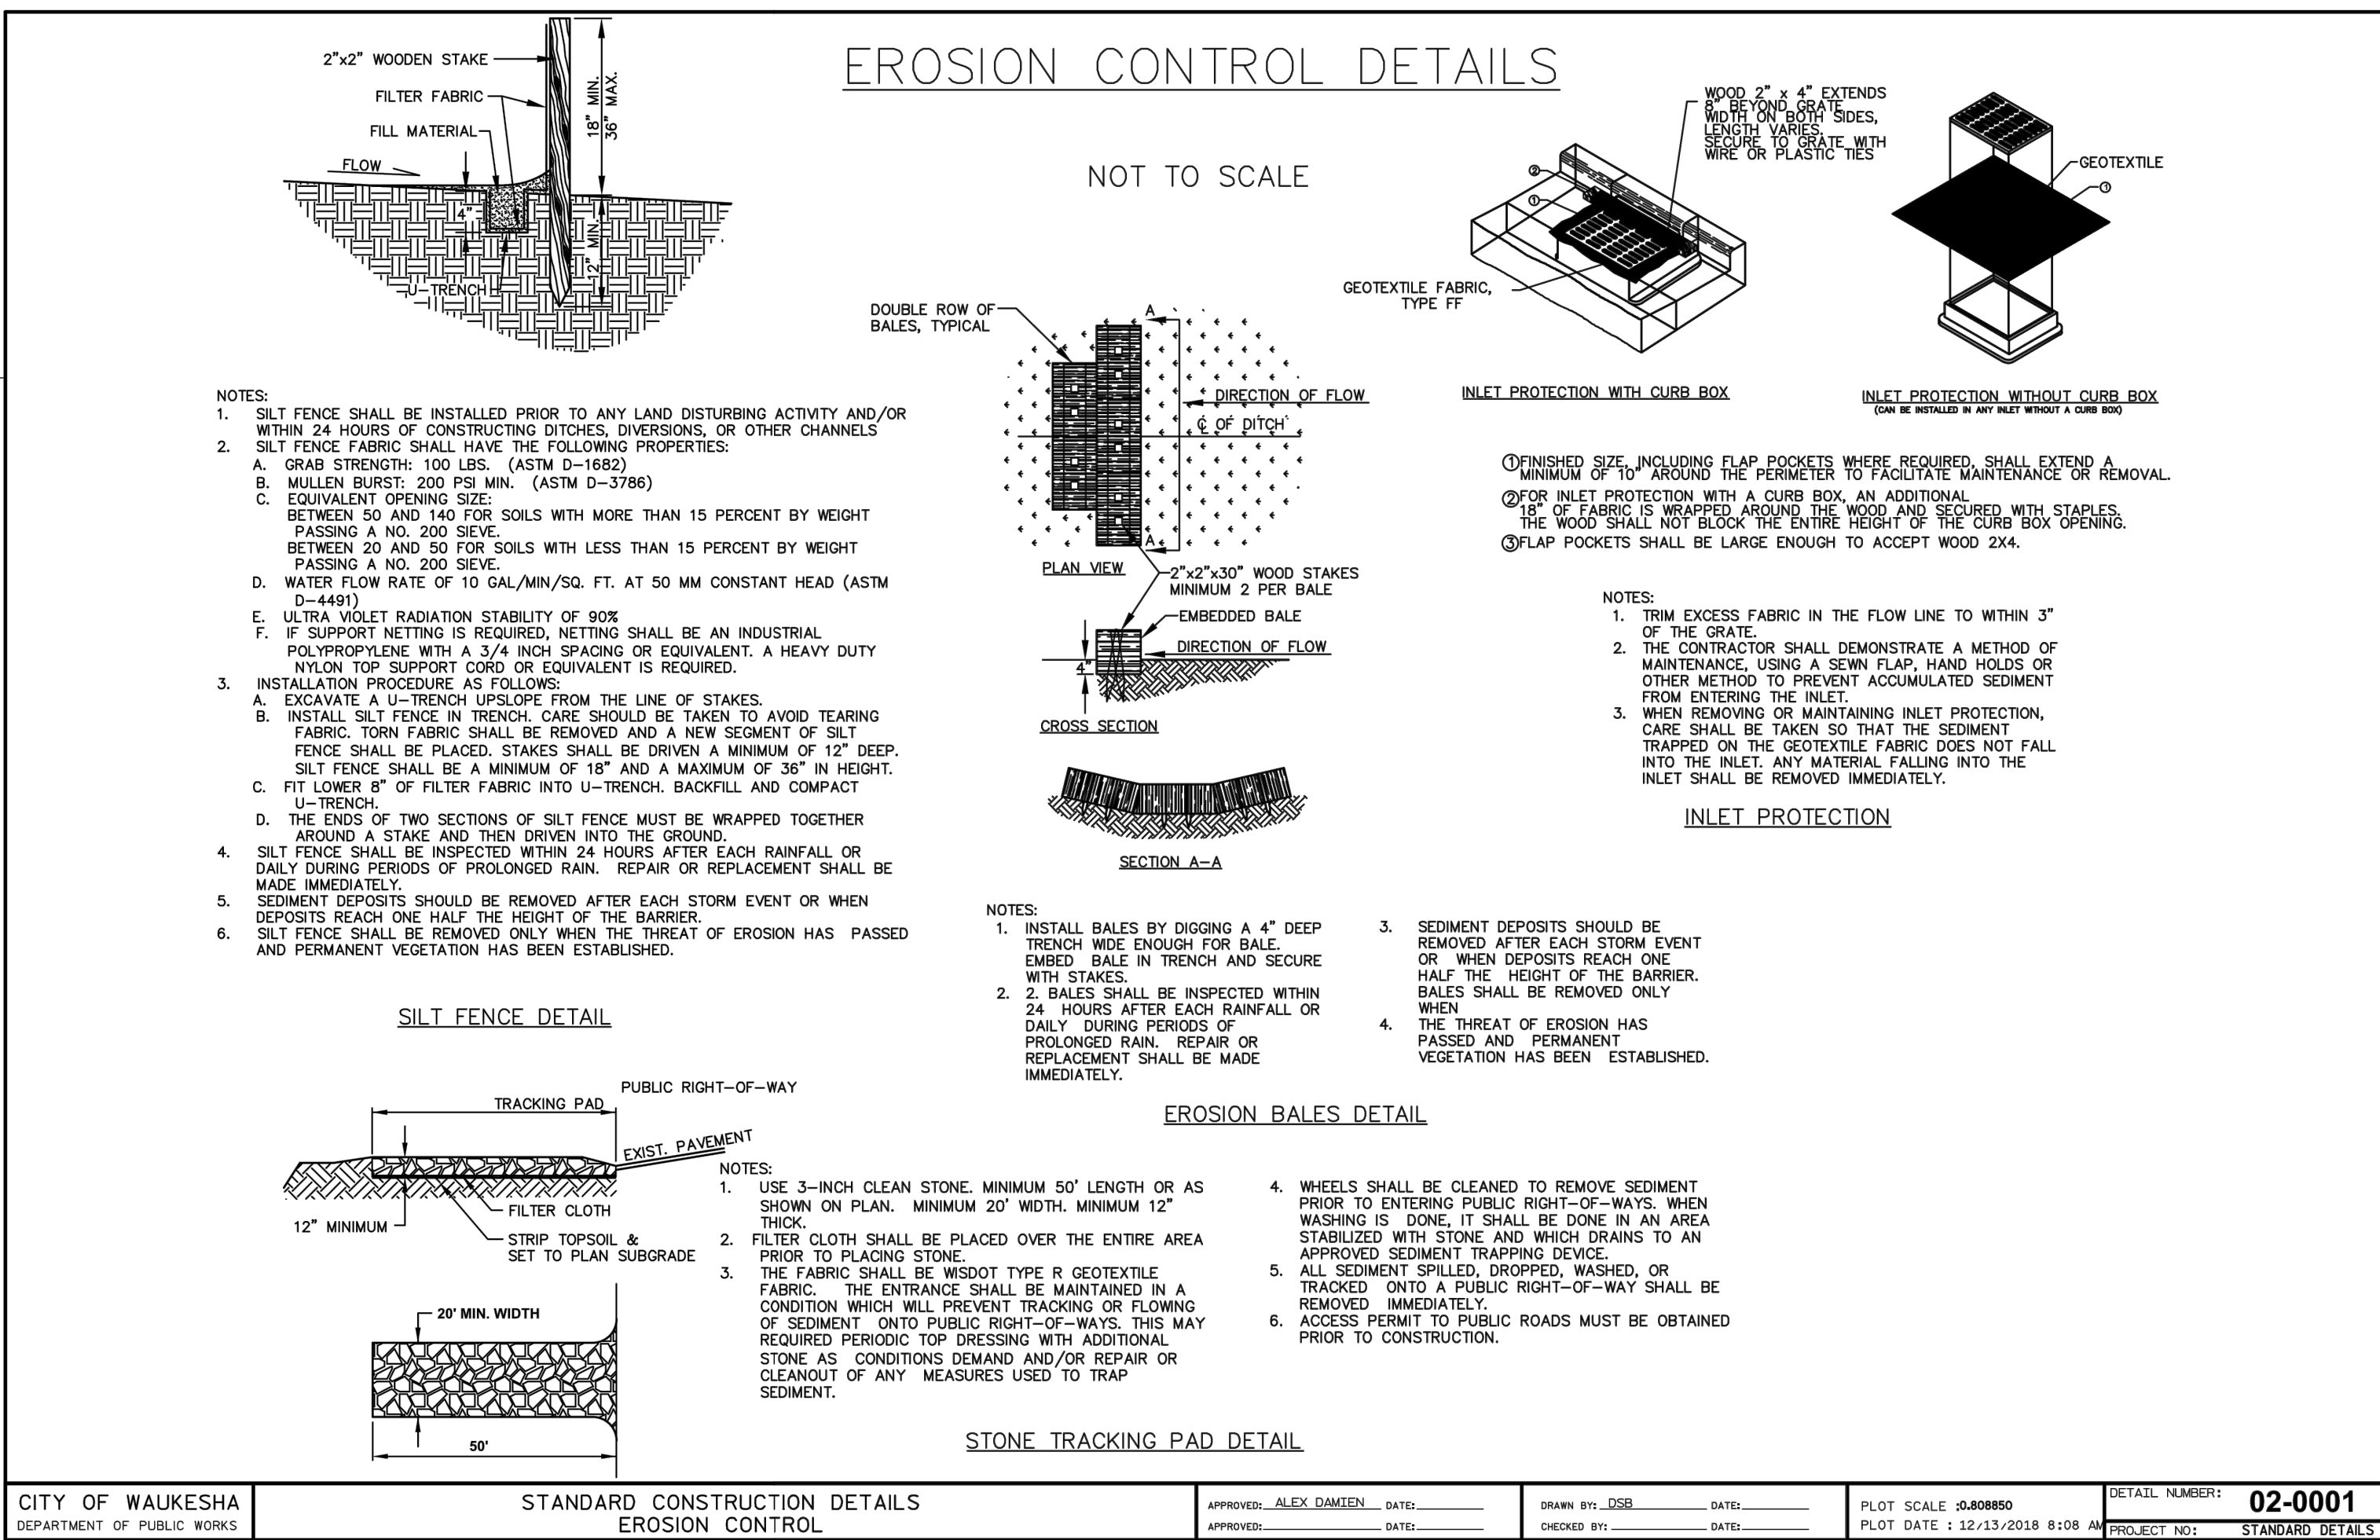 EROSION CONTROL DETAILS
NOT TO SCALE
2"x2" WOODEN STAKE
FILTER FABRIC
FILL MATERIAL
FLOW
18" MIN.
36" MAX.
4"
12" MIN.
U-TRENCH
NOTES:
1. SILT FENCE SHALL BE INSTALLED PRIOR TO ANY LAND DISTURBING ACTIVITY AND/OR
WITHIN 24 HOURS OF CONSTRUCTING DITCHES, DIVERSIONS, OR OTHER CHANNELS
2. SILT FENCE FABRIC SHALL HAVE THE FOLLOWING PROPERTIES:
A. GRAB STRENGTH: 100 LBS. (ASTM D-1682)
B. MULLEN BURST: 200 PSI MIN. (ASTM D-3786)
C. EQUIVALENT OPENING SIZE:
BETWEEN 50 AND 140 FOR SOILS WITH MORE THAN 15 PERCENT BY WEIGHT
PASSING A NO. 200 SIEVE.
BETWEEN 20 AND 50 FOR SOILS WITH LESS THAN 15 PERCENT BY WEIGHT
PASSING A NO. 200 SIEVE.
D. WATER FLOW RATE OF 10 GAL/MIN/SQ. FT. AT 50 MM CONSTANT HEAD (ASTM
D-4491)
E. ULTRA VIOLET RADIATION STABILITY OF 90%
F. IF SUPPORT NETTING IS REQUIRED, NETTING SHALL BE AN INDUSTRIAL
POLYPROPYLENE WITH A 3/4 INCH SPACING OR EQUIVALENT. A HEAVY DUTY
NYLON TOP SUPPORT CORD OR EQUIVALENT IS REQUIRED.
3. INSTALLATION PROCEDURE AS FOLLOWS:
A. EXCAVATE A U-TRENCH UPSLOPE FROM THE LINE OF STAKES.
B. INSTALL SILT FENCE IN TRENCH. CARE SHOULD BE TAKEN TO AVOID TEARING
FABRIC. TORN FABRIC SHALL BE REMOVED AND A NEW SEGMENT OF SILT
FENCE SHALL BE PLACED. STAKES SHALL BE DRIVEN A MINIMUM OF 12" DEEP.
SILT FENCE SHALL BE A MINIMUM OF 18" AND A MAXIMUM OF 36" IN HEIGHT.
C. FIT LOWER 8" OF FILTER FABRIC INTO U-TRENCH. BACKFILL AND COMPACT
U-TRENCH.
D. THE ENDS OF TWO SECTIONS OF SILT FENCE MUST BE WRAPPED TOGETHER
AROUND A STAKE AND THEN DRIVEN INTO THE GROUND.
4. SILT FENCE SHALL BE INSPECTED WITHIN 24 HOURS AFTER EACH RAINFALL OR
DAILY DURING PERIODS OF PROLONGED RAIN. REPAIR OR REPLACEMENT SHALL BE
MADE IMMEDIATELY.
5. SEDIMENT DEPOSITS SHOULD BE REMOVED AFTER EACH STORM EVENT OR WHEN
DEPOSITS REACH ONE HALF THE HEIGHT OF THE BARRIER.
6. SILT FENCE SHALL BE REMOVED ONLY WHEN THE THREAT OF EROSION HAS PASSED
AND PERMANENT VEGETATION HAS BEEN ESTABLISHED.
SILT FENCE DETAIL
DOUBLE ROW OF
BALES, TYPICAL
A
DIRECTION OF FLOW
℄ OF DITCH
A
PLAN VIEW
2"x2"x30" WOOD STAKES
MINIMUM 2 PER BALE
EMBEDDED BALE
DIRECTION OF FLOW
4"
CROSS SECTION
SECTION A-A
NOTES:
1. INSTALL BALES BY DIGGING A 4" DEEP
TRENCH WIDE ENOUGH FOR BALE.
EMBED BALE IN TRENCH AND SECURE
WITH STAKES.
2. 2. BALES SHALL BE INSPECTED WITHIN
24 HOURS AFTER EACH RAINFALL OR
DAILY DURING PERIODS OF
PROLONGED RAIN. REPAIR OR
REPLACEMENT SHALL BE MADE
IMMEDIATELY.
3. SEDIMENT DEPOSITS SHOULD BE
REMOVED AFTER EACH STORM EVENT
OR WHEN DEPOSITS REACH ONE
HALF THE HEIGHT OF THE BARRIER.
BALES SHALL BE REMOVED ONLY
WHEN
4. THE THREAT OF EROSION HAS
PASSED AND PERMANENT
VEGETATION HAS BEEN ESTABLISHED.
EROSION BALES DETAIL
WOOD 2" x 4" EXTENDS
8" BEYOND GRATE
WIDTH ON BOTH SIDES,
LENGTH VARIES.
SECURE TO GRATE WITH
WIRE OR PLASTIC TIES
②
①
GEOTEXTILE FABRIC,
TYPE FF
INLET PROTECTION WITH CURB BOX
GEOTEXTILE
①
INLET PROTECTION WITHOUT CURB BOX
(CAN BE INSTALLED IN ANY INLET WITHOUT A CURB BOX)
①FINISHED SIZE, INCLUDING FLAP POCKETS WHERE REQUIRED, SHALL EXTEND A
MINIMUM OF 10" AROUND THE PERIMETER TO FACILITATE MAINTENANCE OR REMOVAL.
②FOR INLET PROTECTION WITH A CURB BOX, AN ADDITIONAL
18" OF FABRIC IS WRAPPED AROUND THE WOOD AND SECURED WITH STAPLES.
THE WOOD SHALL NOT BLOCK THE ENTIRE HEIGHT OF THE CURB BOX OPENING.
③FLAP POCKETS SHALL BE LARGE ENOUGH TO ACCEPT WOOD 2X4.
NOTES:
1. TRIM EXCESS FABRIC IN THE FLOW LINE TO WITHIN 3"
OF THE GRATE.
2. THE CONTRACTOR SHALL DEMONSTRATE A METHOD OF
MAINTENANCE, USING A SEWN FLAP, HAND HOLDS OR
OTHER METHOD TO PREVENT ACCUMULATED SEDIMENT
FROM ENTERING THE INLET.
3. WHEN REMOVING OR MAINTAINING INLET PROTECTION,
CARE SHALL BE TAKEN SO THAT THE SEDIMENT
TRAPPED ON THE GEOTEXTILE FABRIC DOES NOT FALL
INTO THE INLET. ANY MATERIAL FALLING INTO THE
INLET SHALL BE REMOVED IMMEDIATELY.
INLET PROTECTION
PUBLIC RIGHT-OF-WAY
TRACKING PAD
EXIST. PAVEMENT
FILTER CLOTH
12" MINIMUM
STRIP TOPSOIL &
SET TO PLAN SUBGRADE
20' MIN. WIDTH
50'
NOTES:
1. USE 3-INCH CLEAN STONE. MINIMUM 50' LENGTH OR AS
SHOWN ON PLAN. MINIMUM 20' WIDTH. MINIMUM 12"
THICK.
2. FILTER CLOTH SHALL BE PLACED OVER THE ENTIRE AREA
PRIOR TO PLACING STONE.
3. THE FABRIC SHALL BE WISDOT TYPE R GEOTEXTILE
FABRIC. THE ENTRANCE SHALL BE MAINTAINED IN A
CONDITION WHICH WILL PREVENT TRACKING OR FLOWING
OF SEDIMENT ONTO PUBLIC RIGHT-OF-WAYS. THIS MAY
REQUIRED PERIODIC TOP DRESSING WITH ADDITIONAL
STONE AS CONDITIONS DEMAND AND/OR REPAIR OR
CLEANOUT OF ANY MEASURES USED TO TRAP
SEDIMENT.
4. WHEELS SHALL BE CLEANED TO REMOVE SEDIMENT
PRIOR TO ENTERING PUBLIC RIGHT-OF-WAYS. WHEN
WASHING IS DONE, IT SHALL BE DONE IN AN AREA
STABILIZED WITH STONE AND WHICH DRAINS TO AN
APPROVED SEDIMENT TRAPPING DEVICE.
5. ALL SEDIMENT SPILLED, DROPPED, WASHED, OR
TRACKED ONTO A PUBLIC RIGHT-OF-WAY SHALL BE
REMOVED IMMEDIATELY.
6. ACCESS PERMIT TO PUBLIC ROADS MUST BE OBTAINED
PRIOR TO CONSTRUCTION.
STONE TRACKING PAD DETAIL
CITY OF WAUKESHA
DEPARTMENT OF PUBLIC WORKS
STANDARD CONSTRUCTION DETAILS
EROSION CONTROL
APPROVED: ALEX DAMIEN DATE:
APPROVED: DATE:
DRAWN BY: DSB DATE:
CHECKED BY: DATE:
PLOT SCALE :0.808850
PLOT DATE : 12/13/2018 8:08 AM
DETAIL NUMBER: 02-0001
PROJECT NO: STANDARD DETAILS